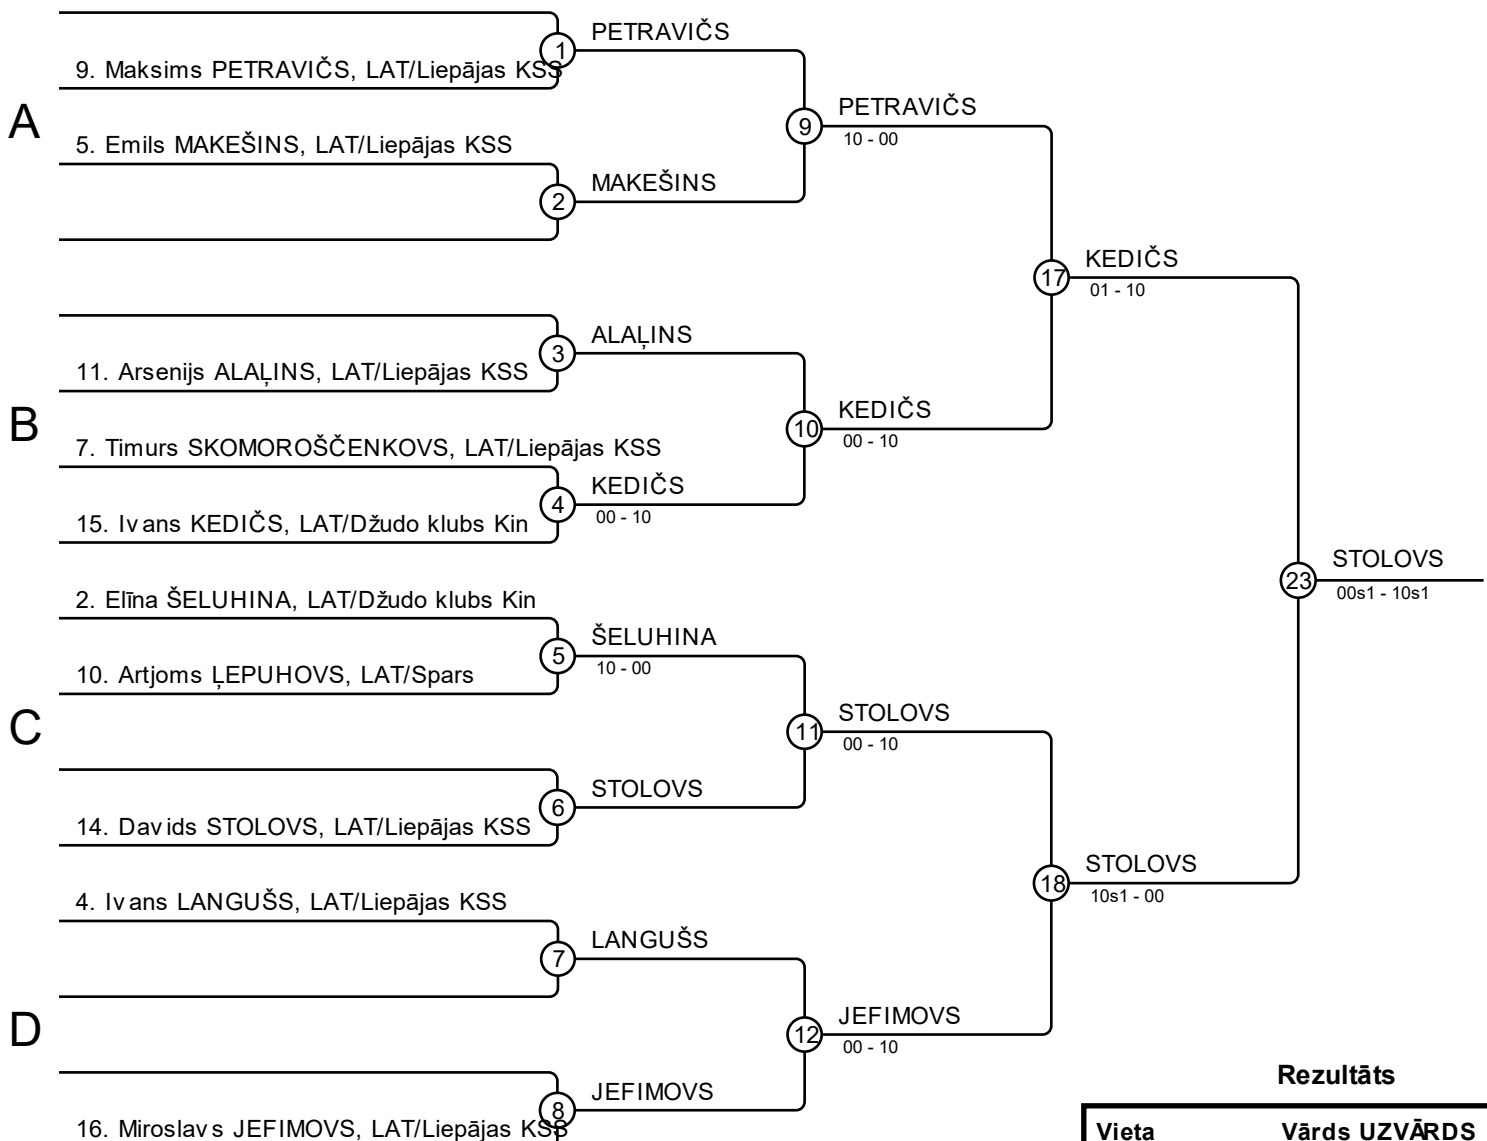 PETRAVIČS
1
9. Maksims PETRAVIČS, LAT/Liepājas KSS
A
PETRAVIČS
9
10 - 00
5. Emils MAKEŠINS, LAT/Liepājas KSS
MAKEŠINS
2
KEDIČS
17
01 - 10
ALAĻINS
3
11. Arsenijs ALAĻINS, LAT/Liepājas KSS
B
KEDIČS
10
00 - 10
7. Timurs SKOMOROŠČENKOVS, LAT/Liepājas KSS
KEDIČS
4
00 - 10
15. Ivans KEDIČS, LAT/Džudo klubs Kin
STOLOVS
23
00s1 - 10s1
2. Elīna ŠELUHINA, LAT/Džudo klubs Kin
ŠELUHINA
5
10 - 00
10. Artjoms ĻEPUHOVS, LAT/Spars
C
STOLOVS
11
00 - 10
STOLOVS
6
14. Davids STOLOVS, LAT/Liepājas KSS
STOLOVS
18
10s1 - 00
4. Ivans LANGUŠS, LAT/Liepājas KSS
LANGUŠS
7
D
JEFIMOVS
12
00 - 10
JEFIMOVS
8
16. Miroslavs JEFIMOVS, LAT/Liepājas KSS
Rezultāts
Vieta Vārds UZVĀRDS